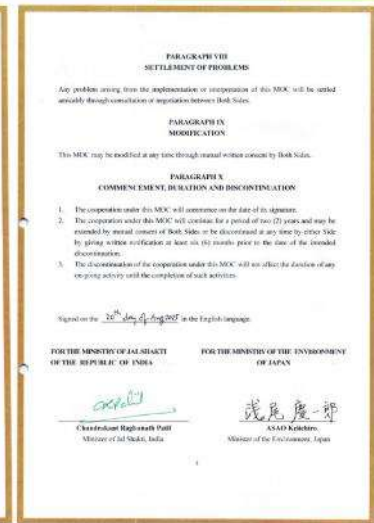 PARAGRAPH VIII
SETTLEMENT OF PROBLEMS
Any problem arising from the implementation or interpretation of this MOC will be settled
amicably through consultation or negotiation between Both Sides.
PARAGRAPH IX
MODIFICATION
This MOC may be modified at any time through mutual written consent by Both Sides.
PARAGRAPH X
COMMENCEMENT, DURATION AND DISCONTINUATION
1. The cooperation under this MOC will commence on the date of its signature.
2. The cooperation under this MOC will continue for a period of two (2) years and may be
extended by mutual consent of Both Sides or be discontinued at any time by either Side
by giving written notification at least six (6) months prior to the date of the intended
discontinuation.
3. The discontinuation of the cooperation under this MOC will not affect the duration of any
on-going activity until the completion of such activities.
Signed on the 20th day of Aug 2025 in the English language.
FOR THE MINISTRY OF JAL SHAKTI FOR THE MINISTRY OF THE ENVIRONMENT
OF THE REPUBLIC OF INDIA OF JAPAN
CRPatil 浅尾慶一郎
Chandrakant Raghunath Patil ASAO Keiichiro
Minister of Jal Shakti, India Minister of the Environment, Japan